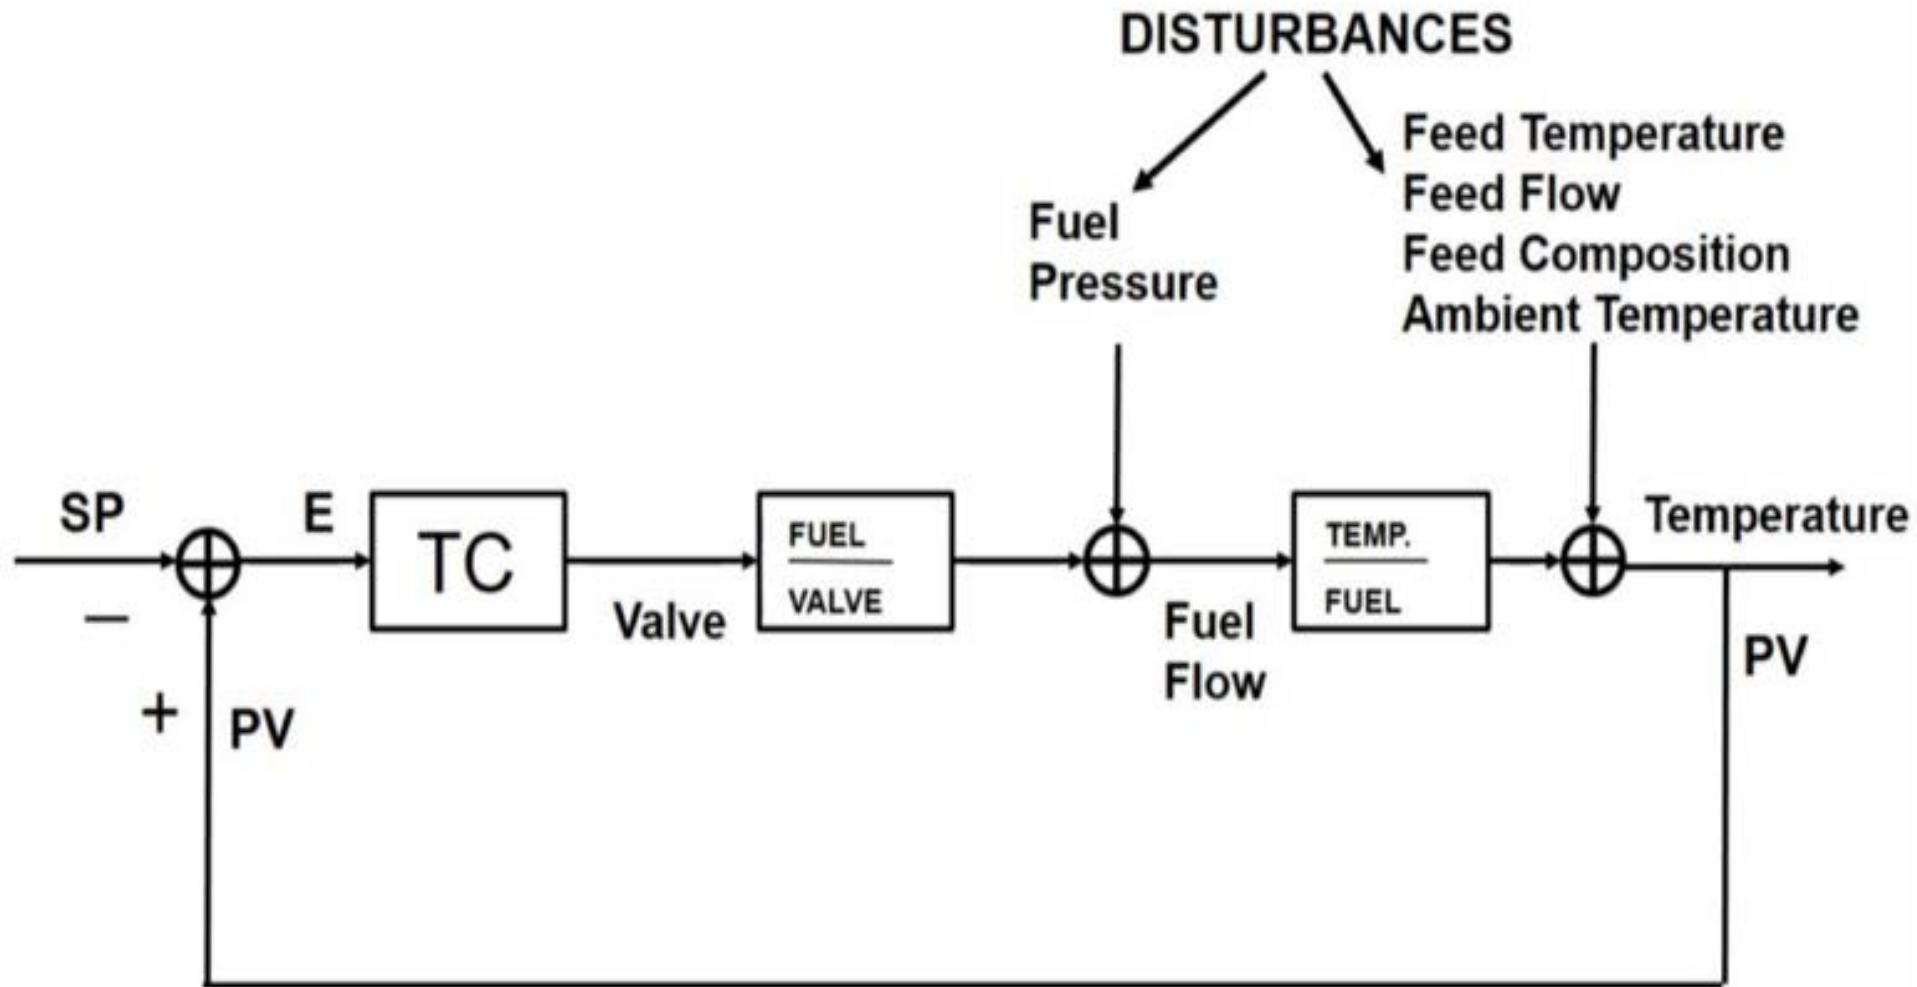 DISTURBANCES
Feed Temperature
Feed Flow
Feed Composition
Ambient Temperature
Fuel
Pressure
SP
E
TC
Valve
FUEL
VALVE
Fuel
Flow
TEMP.
FUEL
Temperature
PV
—
+
PV